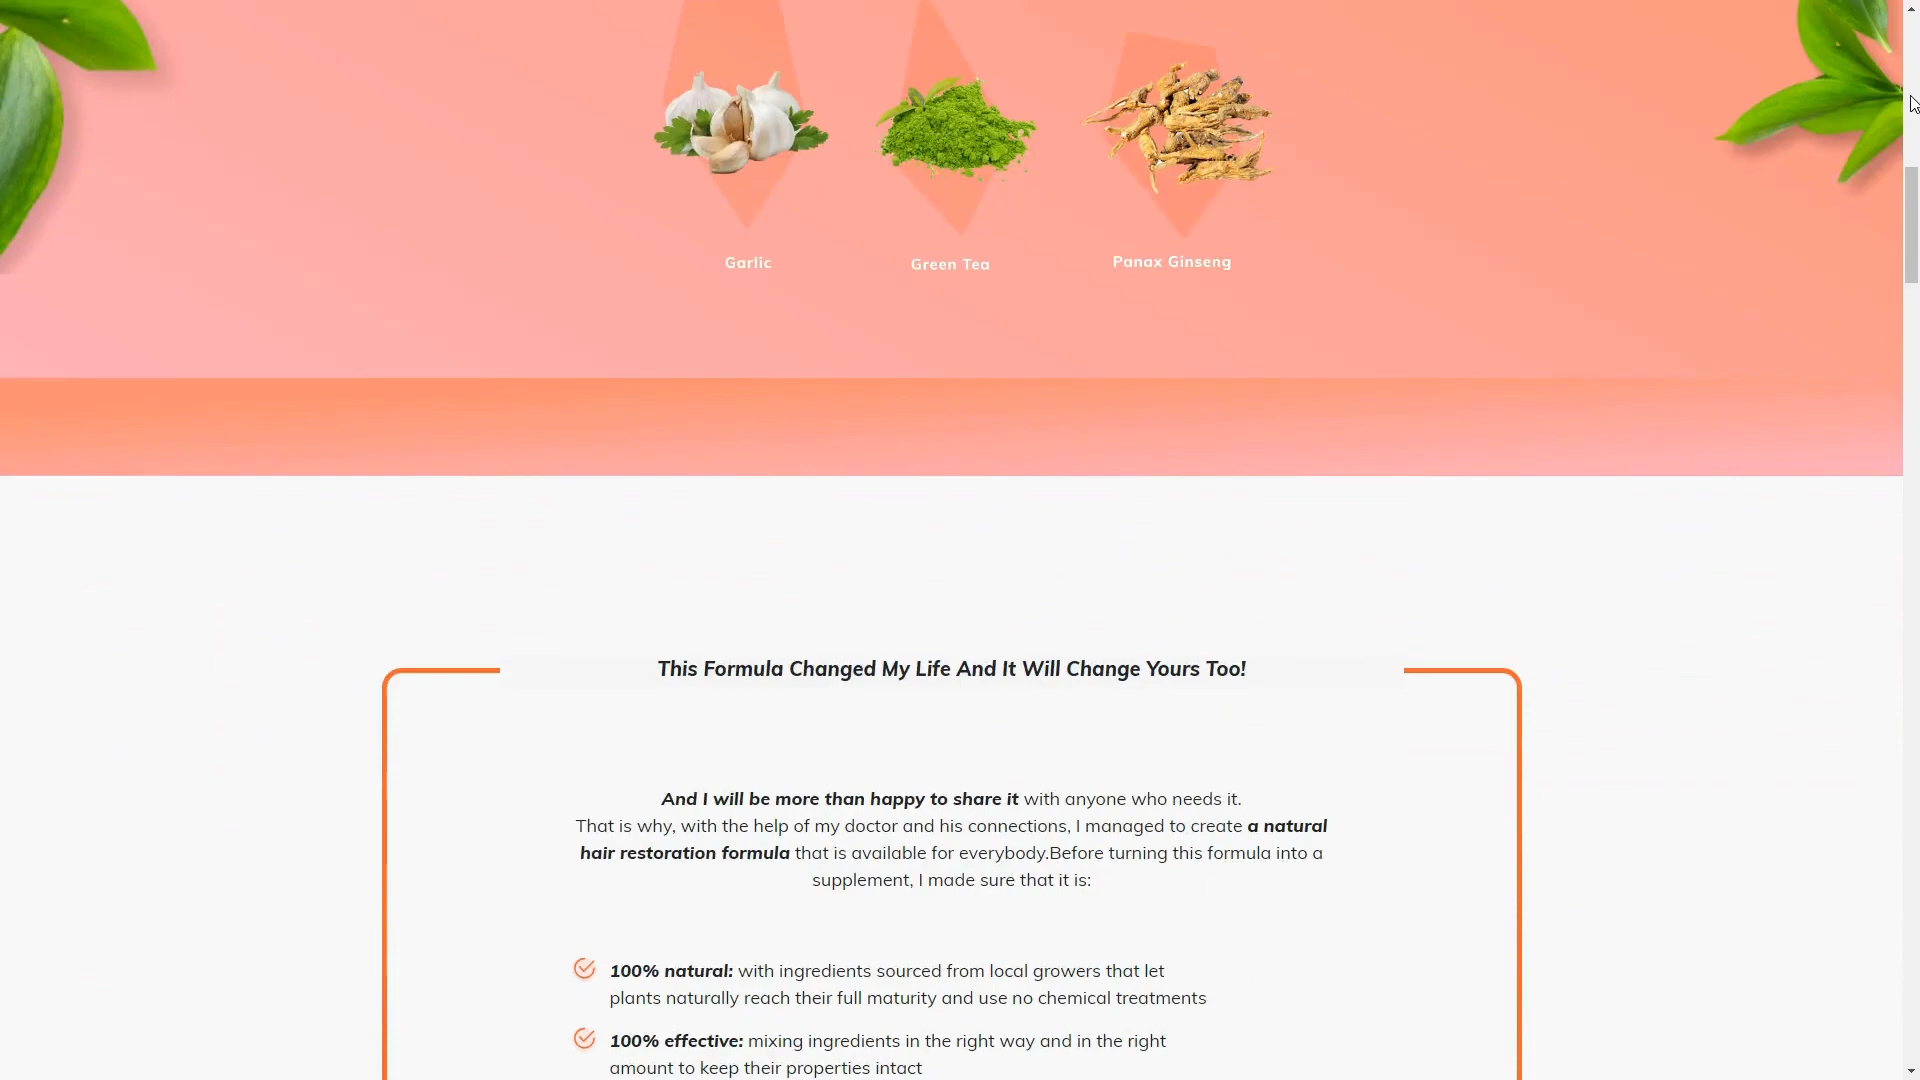 Garlic
Green Tea
Panax Ginseng
This Formula Changed My Life And It Will Change Yours Too!
And I will be more than happy to share it with anyone who needs it.
That is why, with the help of my doctor and his connections, I managed to create a natural
hair restoration formula that is available for everybody.Before turning this formula into a
supplement, I made sure that it is:
100% natural: with ingredients sourced from local growers that let
plants naturally reach their full maturity and use no chemical treatments
100% effective: mixing ingredients in the right way and in the right
amount to keep their properties intact